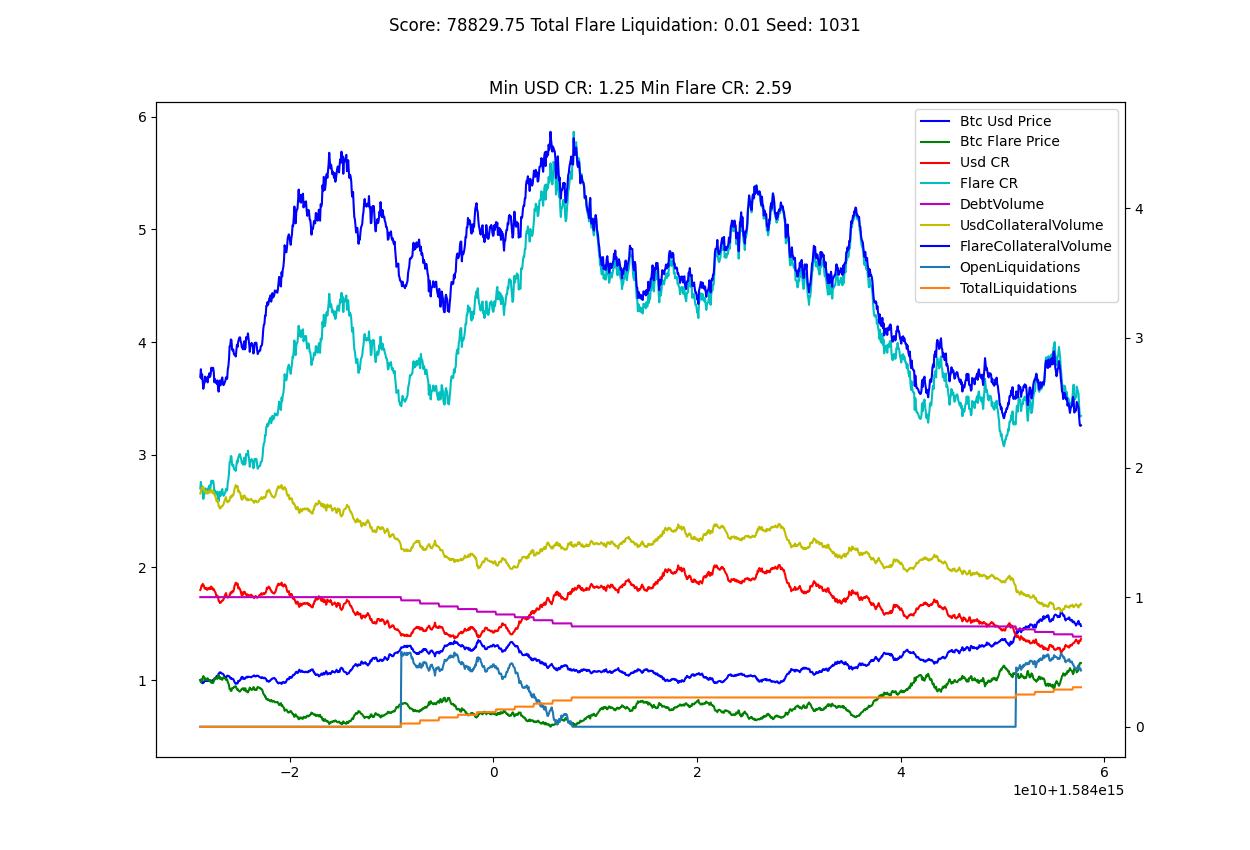 Score: 78829.75 Total Flare Liquidation: 0.01 Seed: 1031
Min USD CR: 1.25 Min Flare CR: 2.59
6
5
4
3
2
1
Btc Usd Price
Btc Flare Price
Usd CR
Flare CR
DebtVolume
UsdCollateralVolume
FlareCollateralVolume
OpenLiquidations
TotalLiquidations
4
3
2
1
0
−2
0
2
4
6
1e10+1.584e15